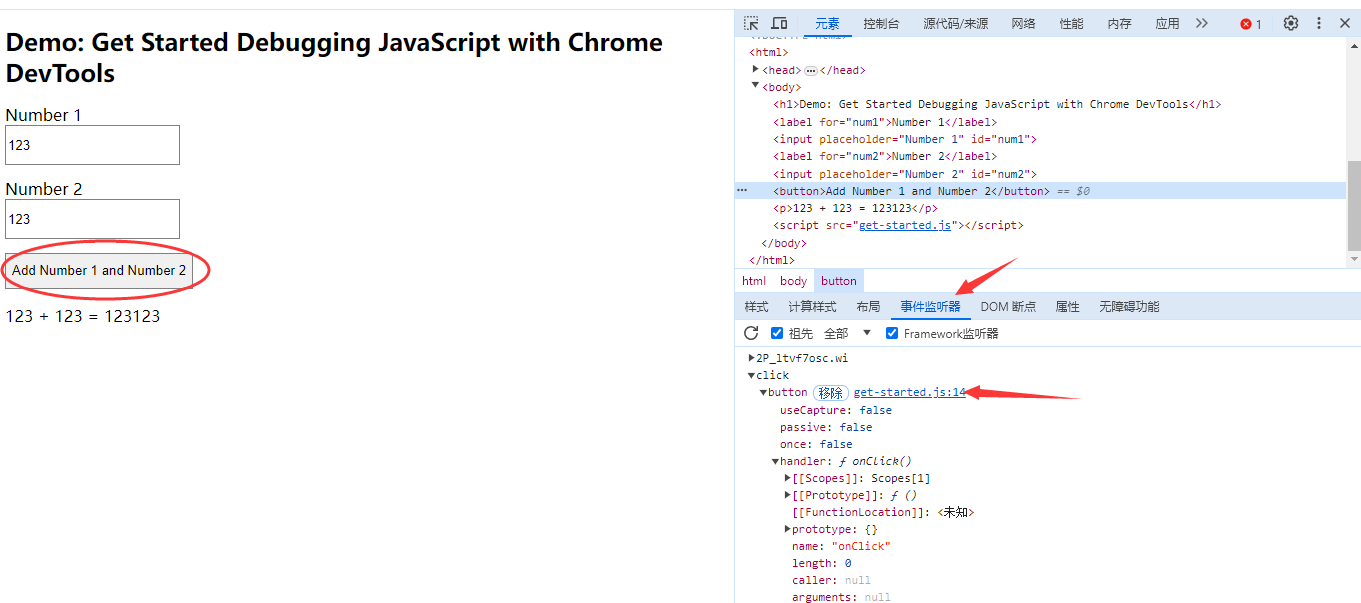 Demo: Get Started Debugging JavaScript with Chrome
DevTools
Number 1
123
Number 2
123
Add Number 1 and Number 2
123 + 123 = 123123
元素 控制台 源代码/来源 网络 性能 内存 应用 1
<html>
<head> </head>
<body>
<h1>Demo: Get Started Debugging JavaScript with Chrome DevTools</h1>
<label for="num1">Number 1</label>
<input placeholder="Number 1" id="num1">
<label for="num2">Number 2</label>
<input placeholder="Number 2" id="num2">
<button>Add Number 1 and Number 2</button> == $0
<p>123 + 123 = 123123</p>
<script src="get-started.js"></script>
</body>
</html>
html body button
样式 计算样式 布局 事件监听器 DOM 断点 属性 无障碍功能
祖先 全部 Framework监听器
2P_ltvf7osc.wi
click
button 移除 get-started.js:14
useCapture: false
passive: false
once: false
handler: ƒ onClick()
[[Scopes]]: Scopes[1]
[[Prototype]]: ƒ ()
[[FunctionLocation]]: <未知>
prototype: {}
name: "onClick"
length: 0
caller: null
arguments: null